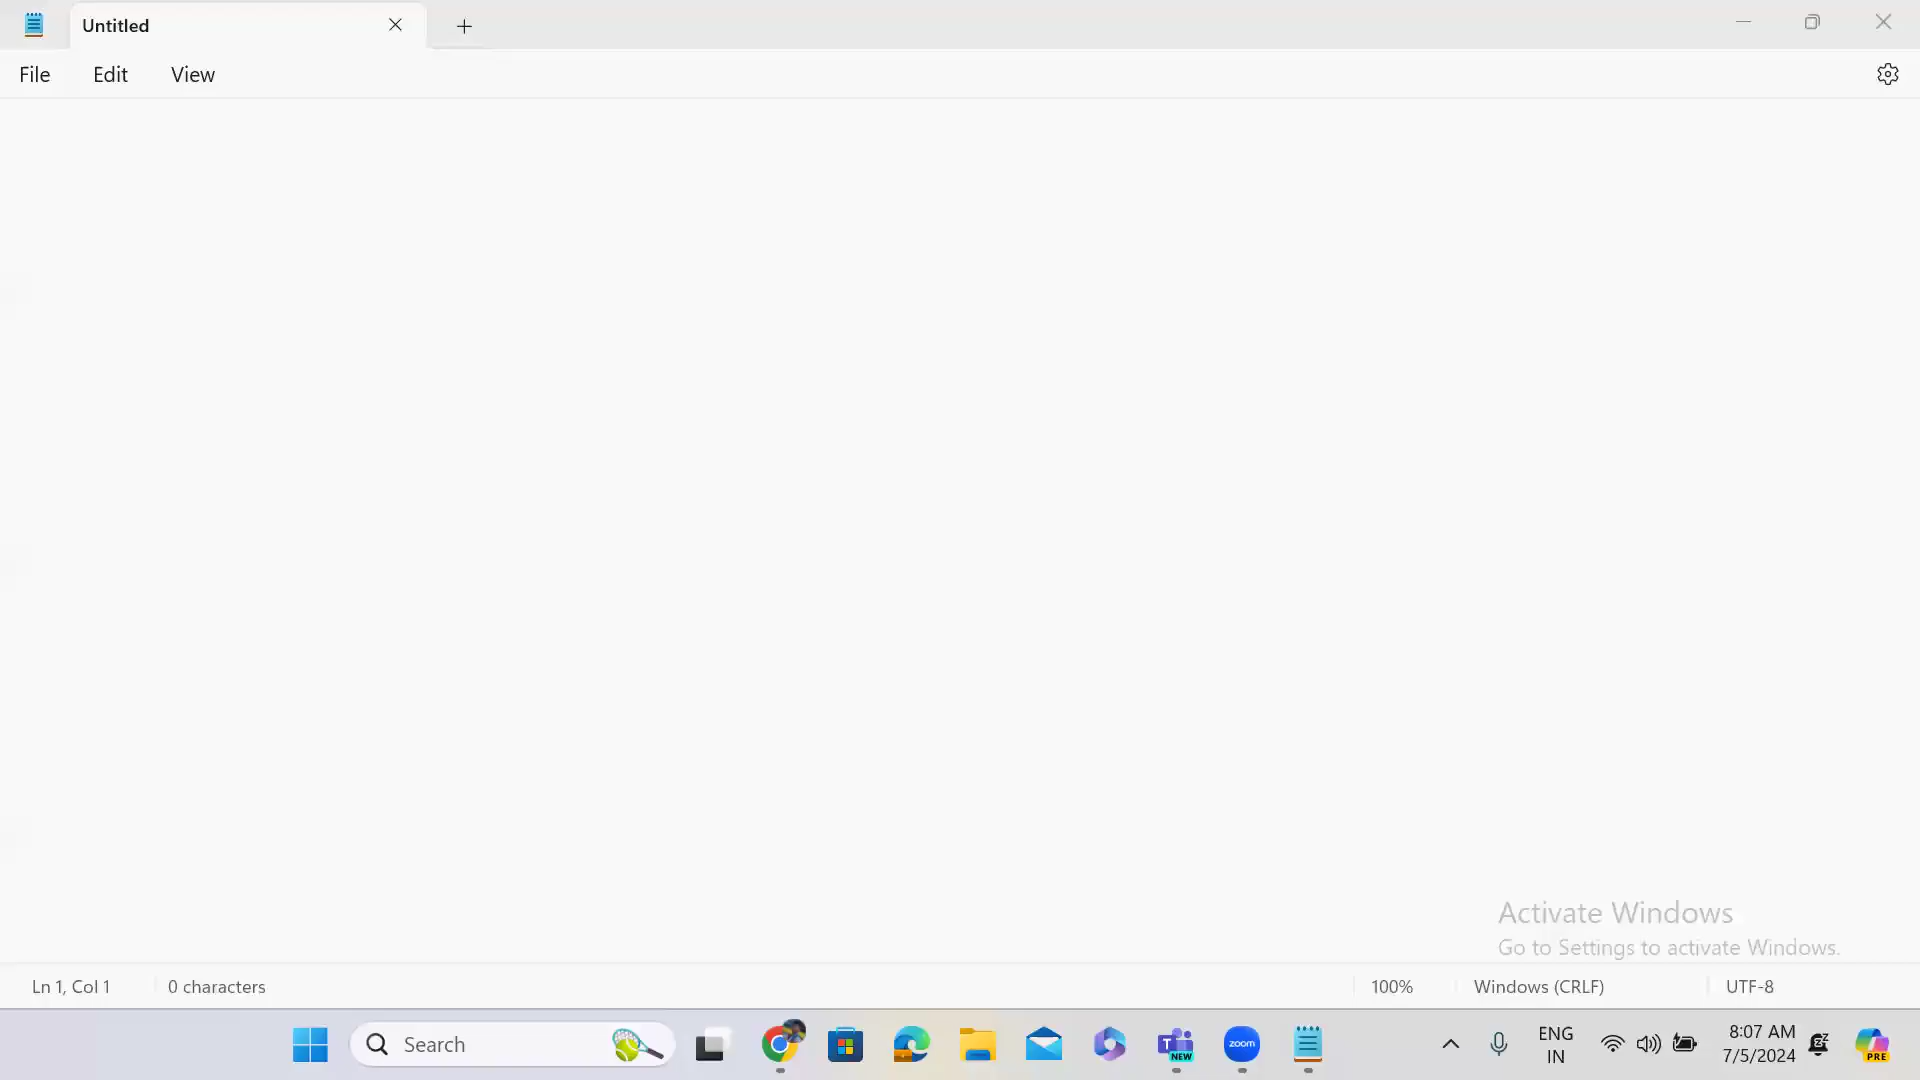 Untitled
File Edit View
Activate Windows
Go to Settings to activate Windows.
Ln 1, Col 1 0 characters 100% Windows (CRLF) UTF-8
Search NEW zoom ENG 8:07 AM
IN 7/5/2024 PRE